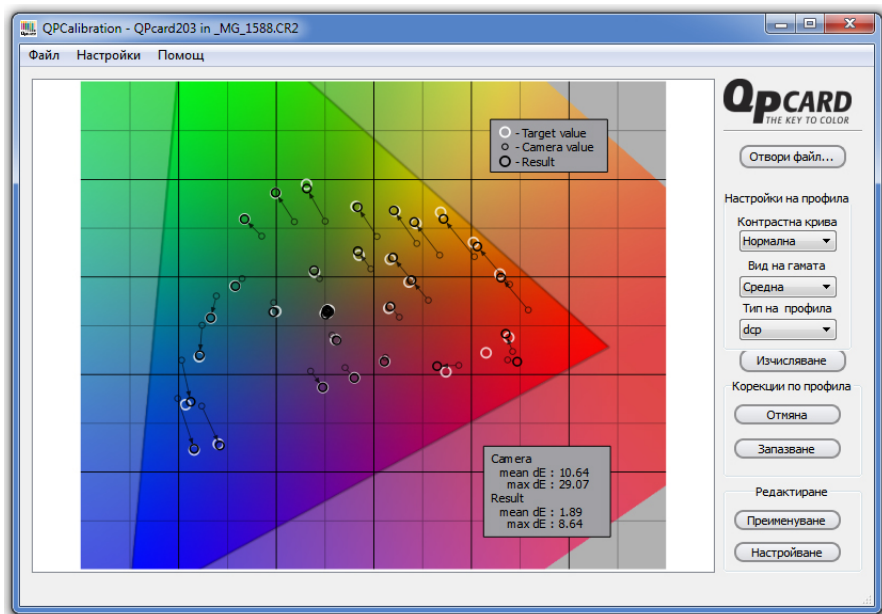 QPCalibration - QPcard203 in _MG_1588.CR2
Файл Настройки Помощ
- Target value
- Camera value
- Result
Camera
mean dE : 10.64
max dE : 29.07
Result
mean dE : 1.89
max dE : 8.64
QPCARD
THE KEY TO COLOR
Отвори файл...
Настройки на профила
Контрастна крива
Нормална
Вид на гамата
Средна
Тип на профила
dcp
Изчисляване
Корекции по профила
Отмяна
Запазване
Редактиране
Преименуване
Настройване